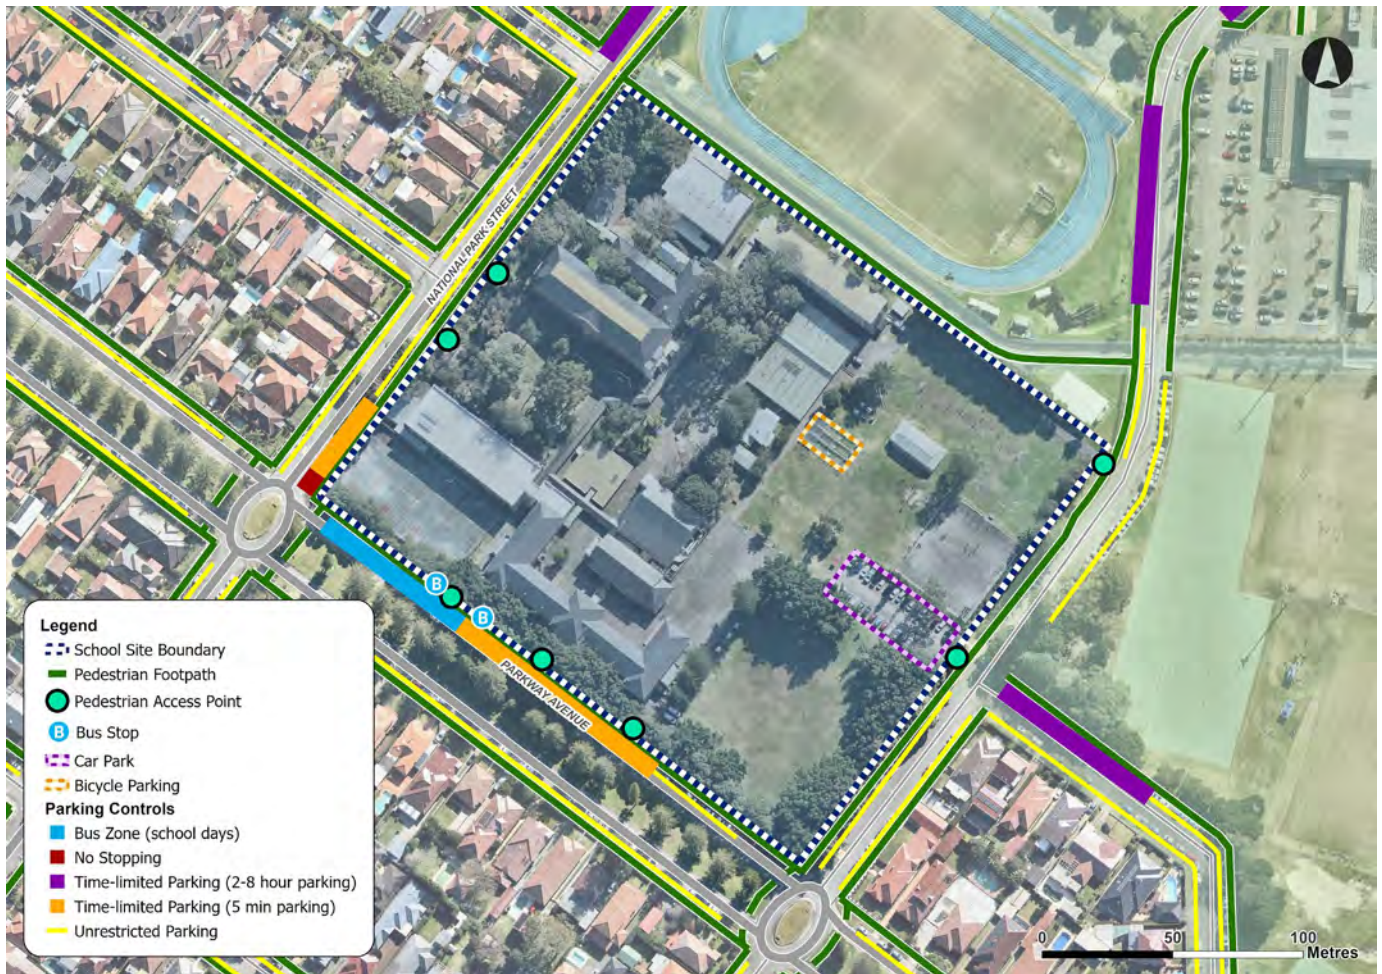 NATIONAL PARK STREET
B
B
PARKWAY AVENUE
Legend
School Site Boundary
Pedestrian Footpath
Pedestrian Access Point
B Bus Stop
Car Park
Bicycle Parking
Parking Controls
Bus Zone (school days)
No Stopping
Time-limited Parking (2-8 hour parking)
Time-limited Parking (5 min parking)
Unrestricted Parking
0 50 100
Metres